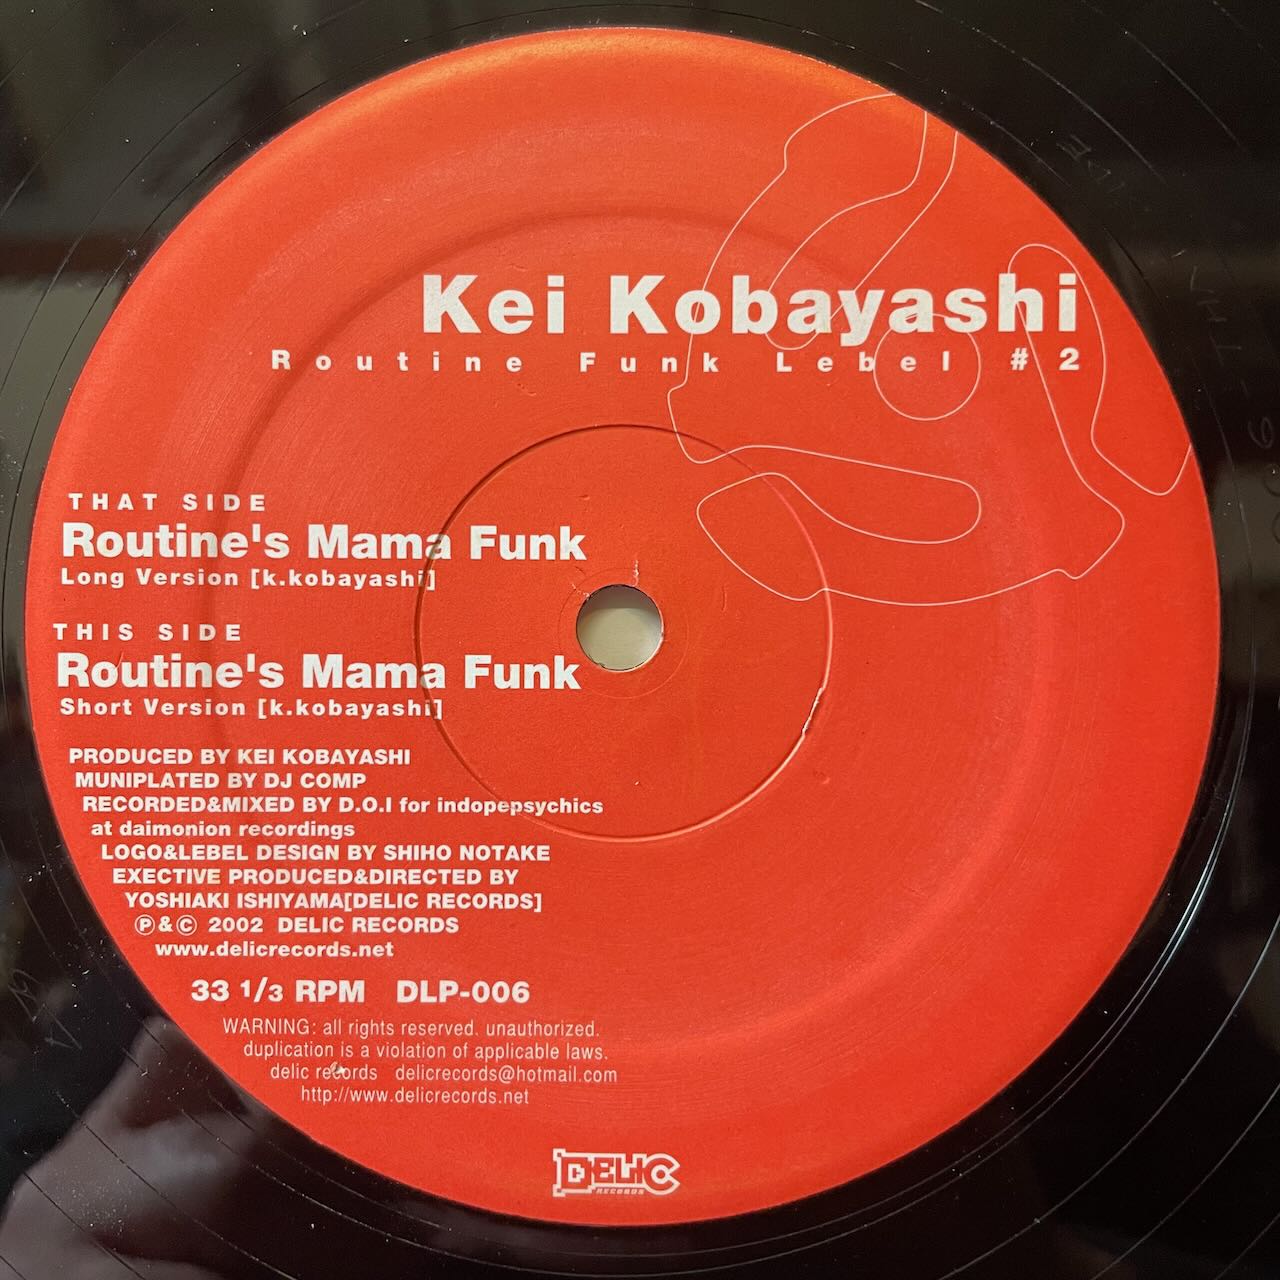 Kei Kobayashi
Routine Funk Lebel #2
THAT SIDE
Routine's Mama Funk
Long Version [k.kobayashi]
THIS SIDE
Routine's Mama Funk
Short Version [k.kobayashi]
PRODUCED BY KEI KOBAYASHI
MUNIPLATED BY DJ COMP
RECORDED&MIXED BY D.O.I for indopepsychics
at daimonion recordings
LOGO&LEBEL DESIGN BY SHIHO NOTAKE
EXECTIVE PRODUCED&DIRECTED BY
YOSHIAKI ISHIYAMA[DELIC RECORDS]
℗&© 2002 DELIC RECORDS
www.delicrecords.net
33 1/3 RPM DLP-006
WARNING: all rights reserved. unauthorized.
duplication is a violation of applicable laws.
delic records delicrecords@hotmail.com
http://www.delicrecords.net
DELIC
RECORDS